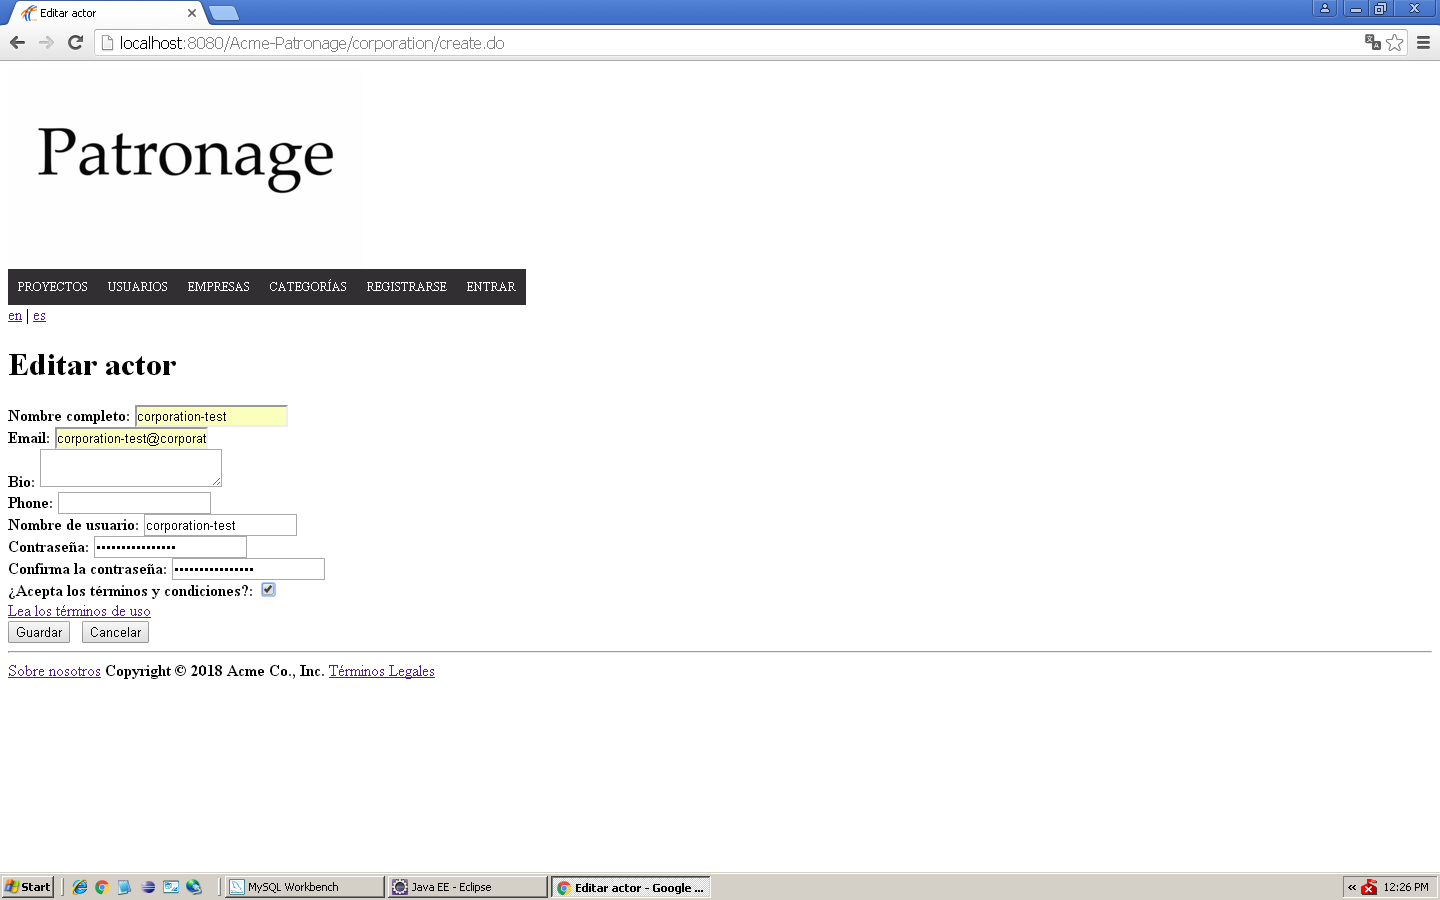 Editar actor
localhost:8080/Acme-Patronage/corporation/create.do
Patronage
PROYECTOS USUARIOS EMPRESAS CATEGORÍAS REGISTRARSE ENTRAR
en | es
Editar actor
Nombre completo: corporation-test
Email: corporation-test@corporat
Bio:
Phone:
Nombre de usuario: corporation-test
Contraseña: ••••••••••••••••
Confirma la contraseña: ••••••••••••••••
¿Acepta los términos y condiciones?:
Lea los términos de uso
Guardar Cancelar
Sobre nosotros Copyright © 2018 Acme Co., Inc. Términos Legales
Start MySQL Workbench Java EE - Eclipse Editar actor - Google ... « 12:26 PM